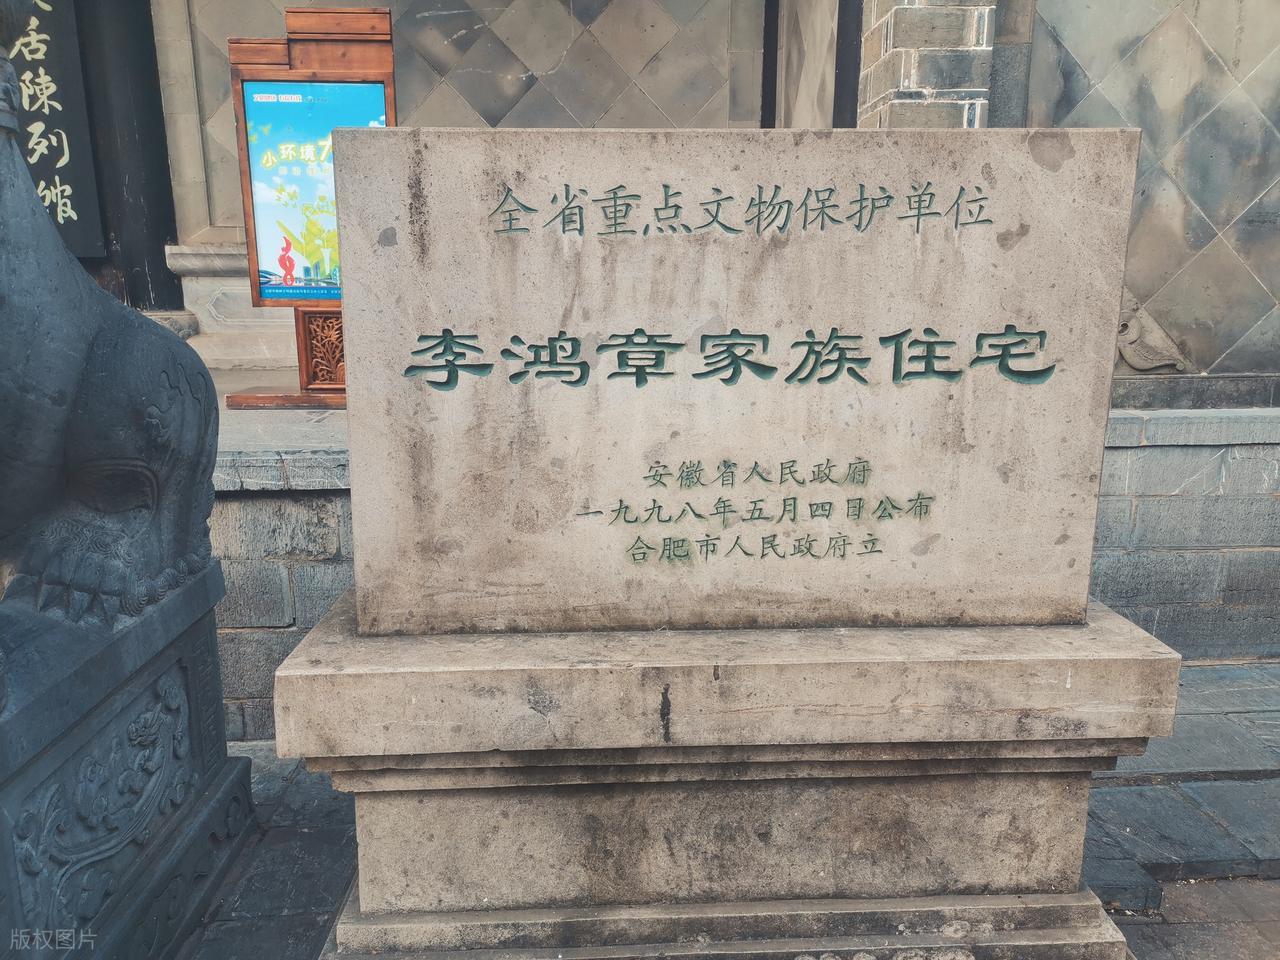 居陳列館
小环境
全省重点文物保护单位
李鸿章家族住宅
安徽省人民政府
一九九八年五月四日公布
合肥市人民政府立
版权图片